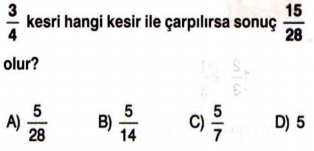 3/4 kesri hangi kesir ile çarpılırsa sonuç 15/28
olur?
A) 5/28 B) 5/14 C) 5/7 D) 5